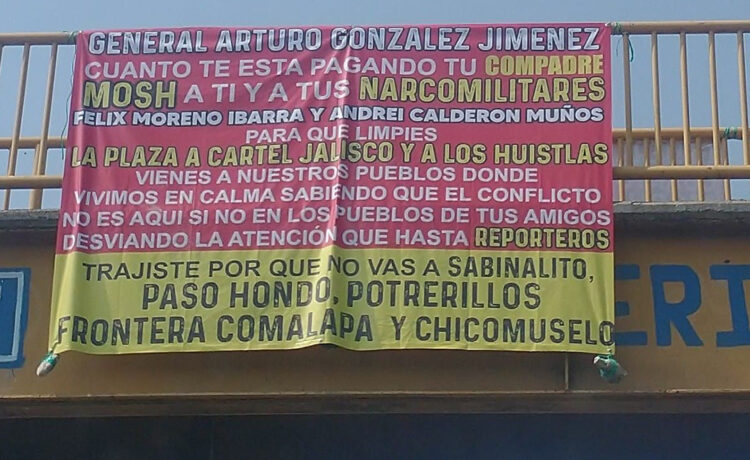 GENERAL ARTURO GONZALEZ JIMENEZ
CUANTO TE ESTA PAGANDO TU COMPADRE
MOSH A TI Y A TUS NARCOMILITARES
FELIX MORENO IBARRA Y ANDREI CALDERON MUÑOS
PARA QUE LIMPIES
LA PLAZA A CARTEL JALISCO Y A LOS HUISTLAS
VIENES A NUESTROS PUEBLOS DONDE
VIVIMOS EN CALMA SABIENDO QUE EL CONFLICTO
NO ES AQUI SI NO EN LOS PUEBLOS DE TUS AMIGOS
DESVIANDO LA ATENCIÓN QUE HASTA REPORTEROS
TRAJISTE POR QUE NO VAS A SABINALITO,
PASO HONDO, POTRERILLOS
FRONTERA COMALAPA Y CHICOMUSELO
ERI